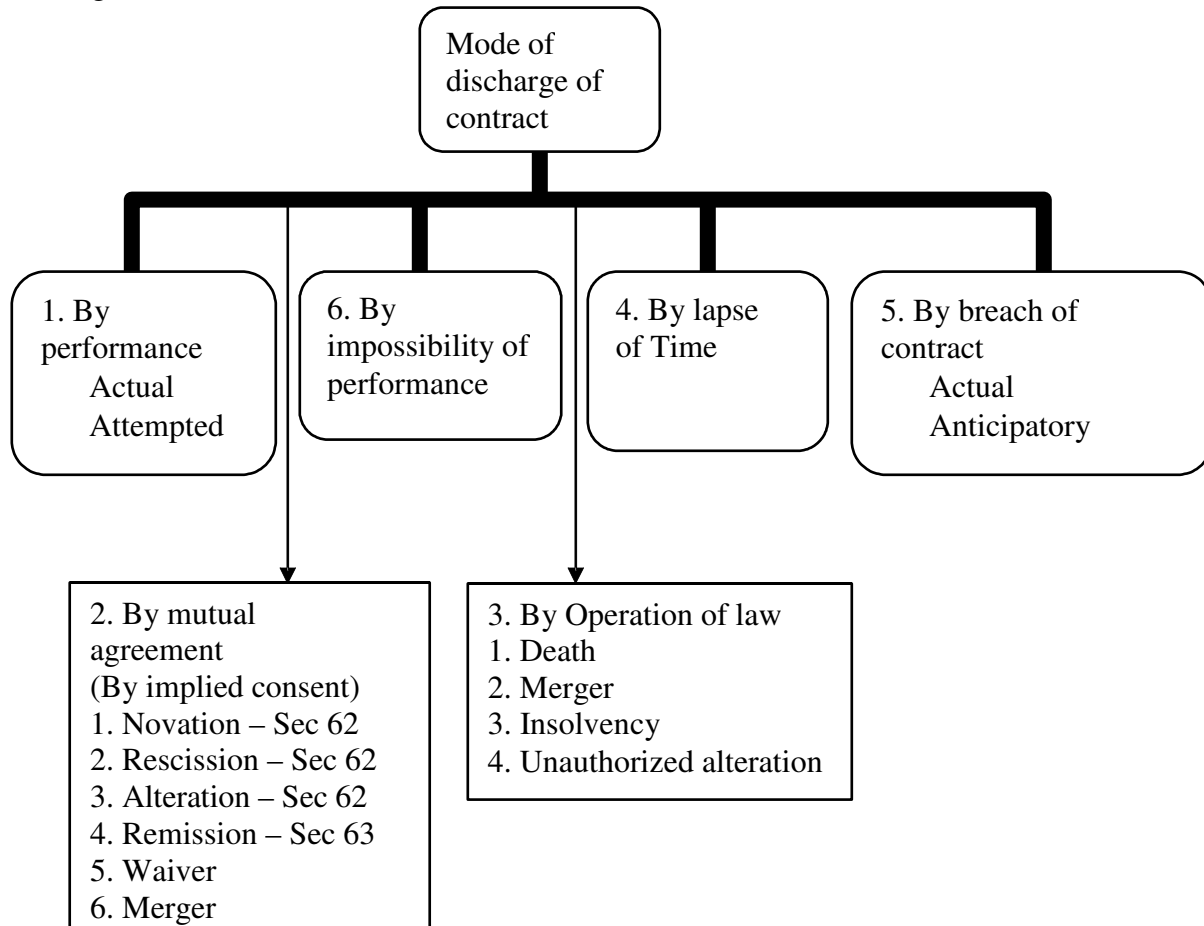 Mode of
discharge of
contract
1. By
performance
Actual
Attempted
6. By
impossibility of
performance
4. By lapse
of Time
5. By breach of
contract
Actual
Anticipatory
2. By mutual
agreement
(By implied consent)
1. Novation – Sec 62
2. Rescission – Sec 62
3. Alteration – Sec 62
4. Remission – Sec 63
5. Waiver
6. Merger
3. By Operation of law
1. Death
2. Merger
3. Insolvency
4. Unauthorized alteration